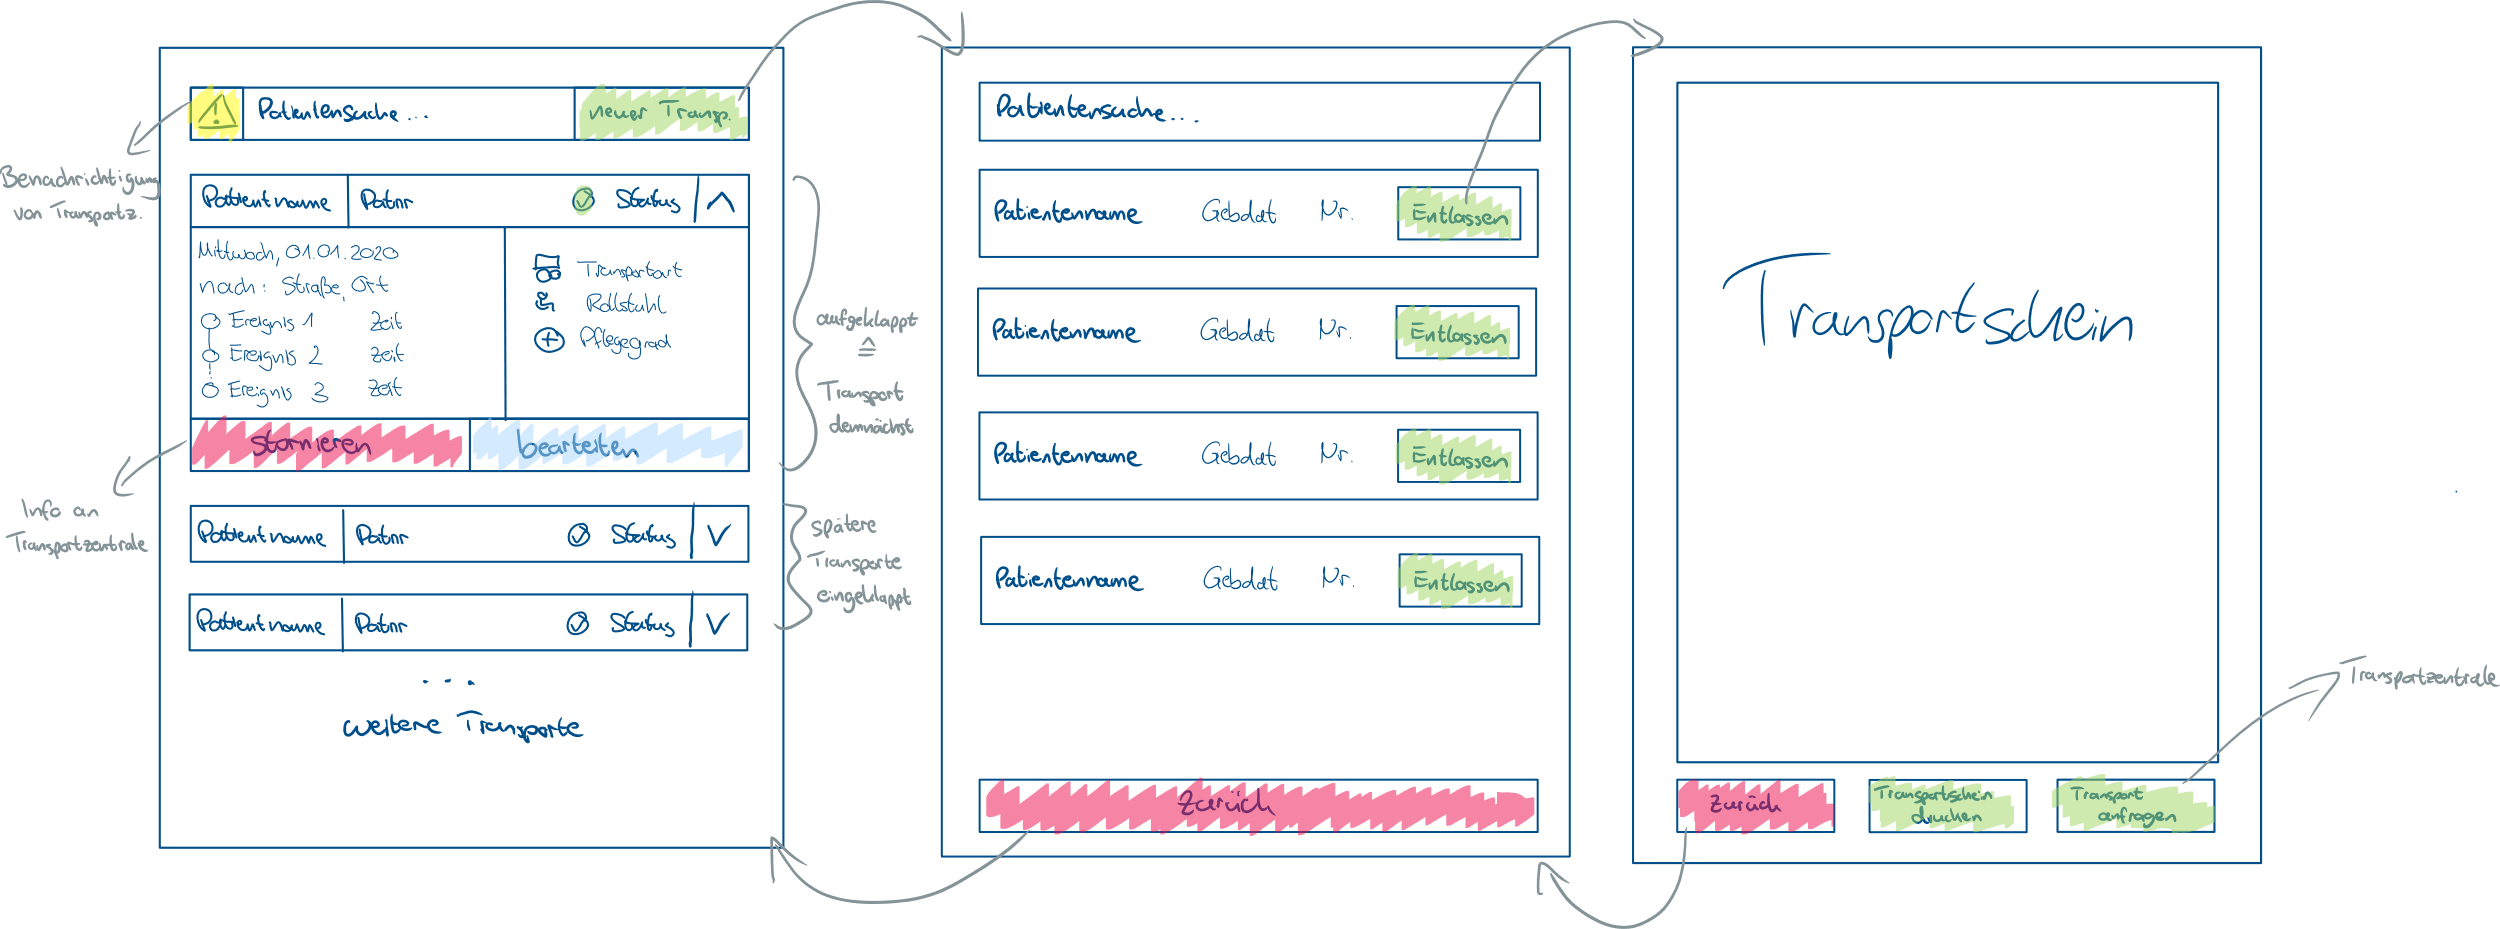 Patientensuche ...
Neuer Transp.
Benachrichtigung
von Transportz.
Patientenname Patnr Status
Mittwoch, 01.01.2020
nach: Straße, Ort
Ereignis 1 Zeit
Ereignis 2 Zeit
Ereignis 3 Zeit
Transportart
Rollstuhl
Pflegegrad
Stornieren
bearbeiten
Info an
Transportzentrale
aufgeklappt
≙
Transport
demnächst
Patientenname Patnr Status
Patientenname Patnr Status
spätere
Transporte
eingeklappt
...
weitere Transporte
Patientensuche...
Patientenname Gebdat Nr. Entlassen
Patientenname Gebdat Nr. Entlassen
Patientenname Gebdat Nr. Entlassen
Patientenname Gebdat Nr. Entlassen
Zurück
Transportschein
Zurück
Transportschein
drucken
Transport
anfragen
Transportzentrale